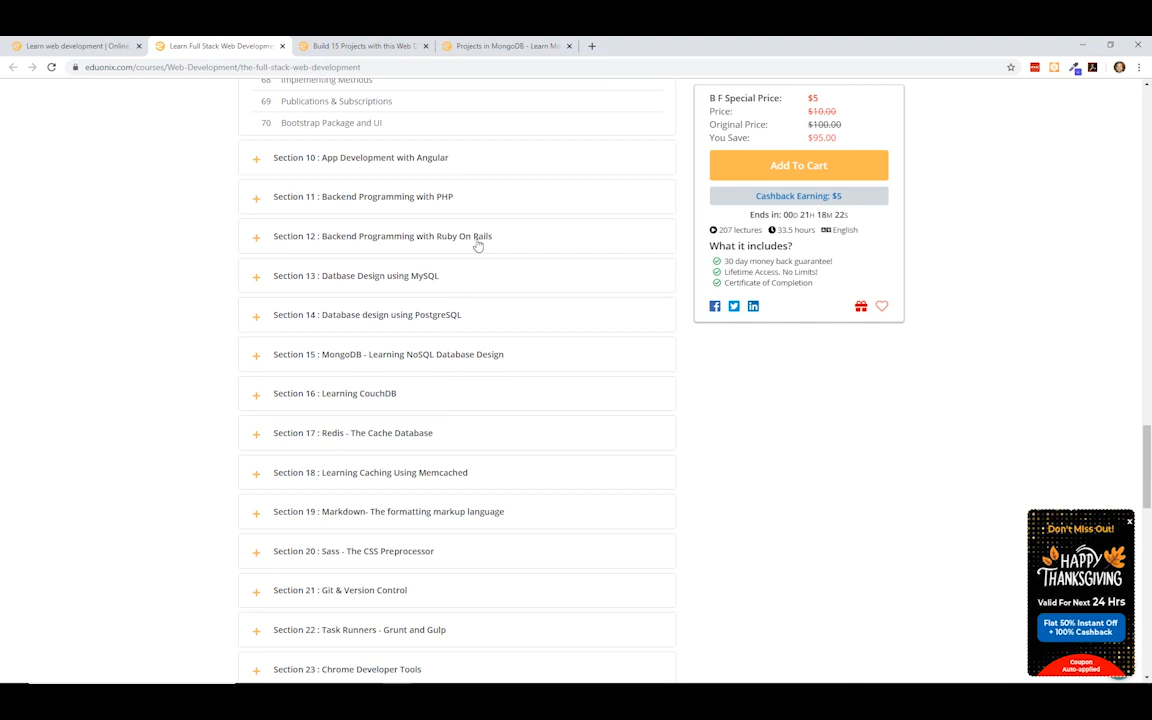 Learn web development | Online
Learn Full Stack Web Developme
Build 15 Projects with this Web D
Projects in MongoDB - Learn Mo
eduonix.com/courses/Web-Development/the-full-stack-web-development
68 Implementing Methods
69 Publications & Subscriptions
70 Bootstrap Package and UI
Section 10 : App Development with Angular
Section 11 : Backend Programming with PHP
Section 12 : Backend Programming with Ruby On Rails
Section 13 : Datbase Design using MySQL
Section 14 : Database design using PostgreSQL
Section 15 : MongoDB - Learning NoSQL Database Design
Section 16 : Learning CouchDB
Section 17 : Redis - The Cache Database
Section 18 : Learning Caching Using Memcached
Section 19 : Markdown- The formatting markup language
Section 20 : Sass - The CSS Preprocessor
Section 21 : Git & Version Control
Section 22 : Task Runners - Grunt and Gulp
Section 23 : Chrome Developer Tools
B F Special Price: $5
Price: $10.00
Original Price: $100.00
You Save: $95.00
Add To Cart
Cashback Earning: $5
Ends in: 00D 21H 18M 22S
207 lectures 33.5 hours English
What it includes?
30 day money back guarantee!
Lifetime Access. No Limits!
Certificate of Completion
Don't Miss Out!
x
HAPPY
THANKSGIVING
Valid For Next 24 Hrs
Flat 50% Instant Off
+ 100% Cashback
Coupon
Auto-applied